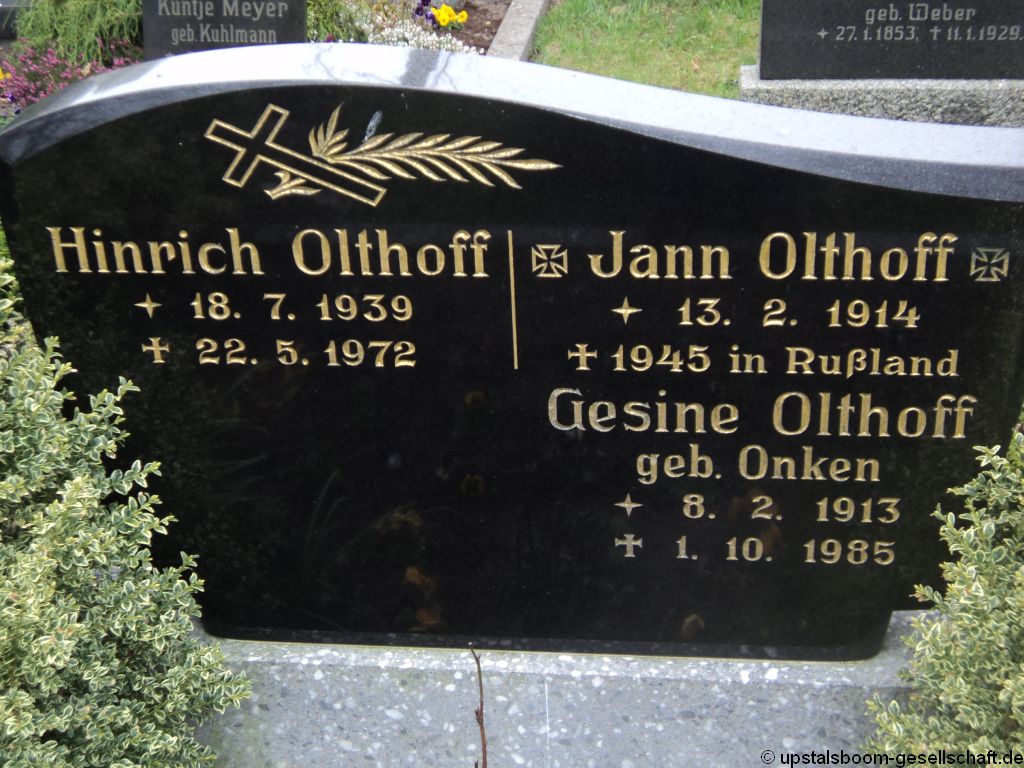 Kuntje Meyer
geb. Kuhlmann
geb. Weber
27.1.1853, † 11.1.1929.
Hinrich Olthoff
18. 7. 1939
22. 5. 1972
Jann Olthoff
13. 2. 1914
1945 in Rußland
Gesine Olthoff
geb. Onken
8. 2. 1913
1. 10. 1985
© upstalsboom-gesellschaft.de